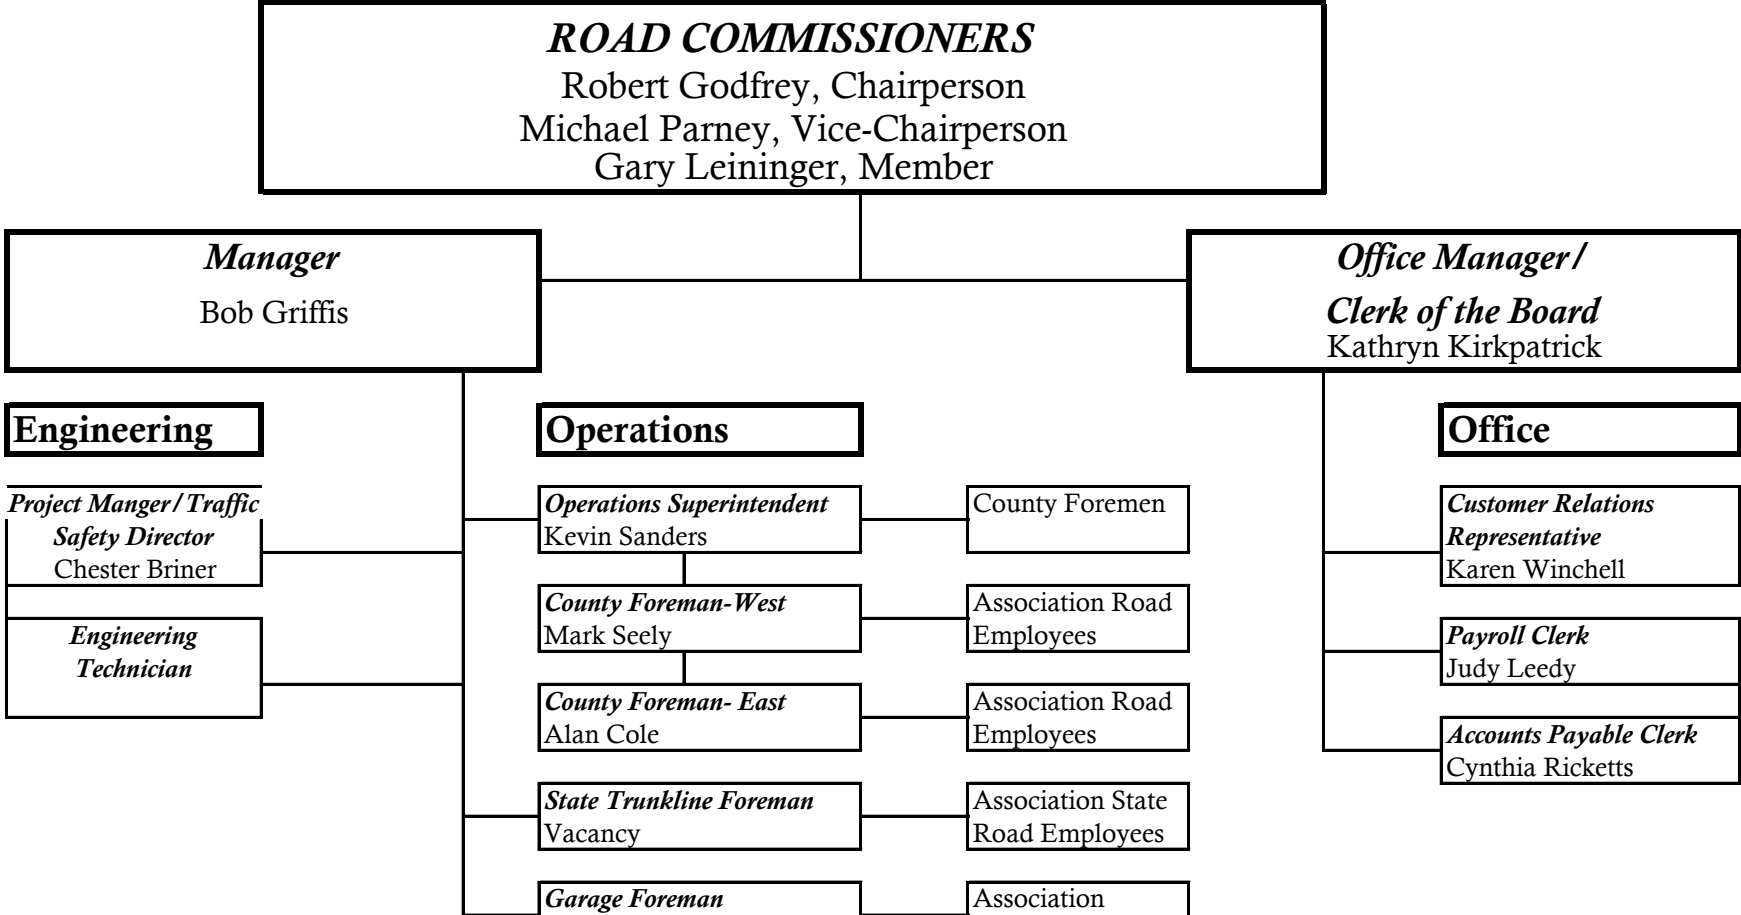 ROAD COMMISSIONERS
Robert Godfrey, Chairperson
Michael Parney, Vice-Chairperson
Gary Leininger, Member
Manager
Bob Griffis
Office Manager/
Clerk of the Board
Kathryn Kirkpatrick
Engineering
Project Manger/Traffic
Safety Director
Chester Briner
Engineering
Technician
Operations
Operations Superintendent
Kevin Sanders
County Foremen
County Foreman-West
Mark Seely
Association Road
Employees
County Foreman- East
Alan Cole
Association Road
Employees
State Trunkline Foreman
Vacancy
Association State
Road Employees
Garage Foreman
Association
Office
Customer Relations
Representative
Karen Winchell
Payroll Clerk
Judy Leedy
Accounts Payable Clerk
Cynthia Ricketts